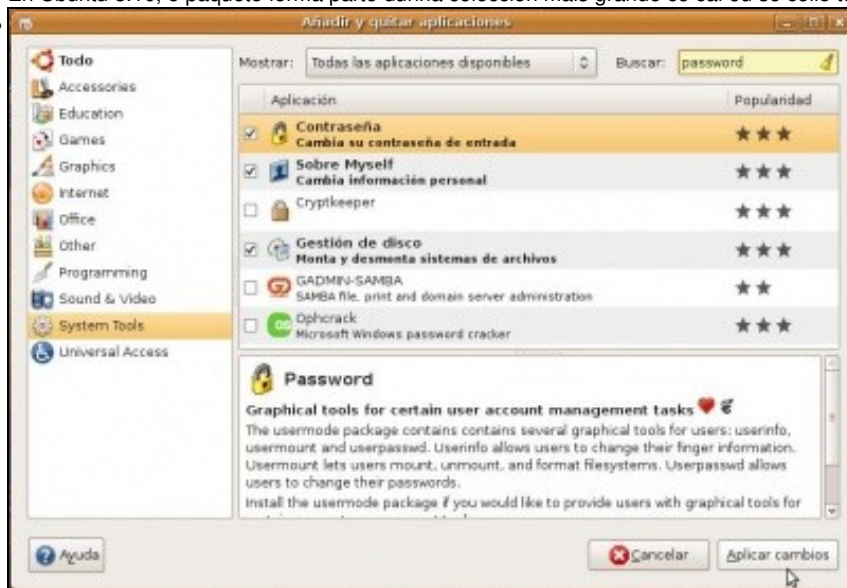 Añadir y quitar aplicaciones
Todo
Accessories
Education
Games
Graphics
Internet
Office
Other
Programming
Sound & Video
System Tools
Universal Access
Mostrar: Todas las aplicaciones disponibles
Buscar: password
Aplicación Popularidad
Contraseña
Cambia su contraseña de entrada
Sobre Myself
Cambia información personal
Cryptkeeper
Gestión de disco
Monta y desmonta sistemas de archivos
GADMIN-SAMBA
SAMBA file, print and domain server administration
Ophcrack
Microsoft Windows password cracker
Password
Graphical tools for certain user account management tasks
The usermode package contains contains several graphical tools for users: userinfo,
usermount and userpasswd. Userinfo allows users to change their finger information.
Usermount lets users mount, unmount, and format filesystems. Userpasswd allows
users to change their passwords.
Install the usermode package if you would like to provide users with graphical tools for
Ayuda
Cancelar
Aplicar cambios